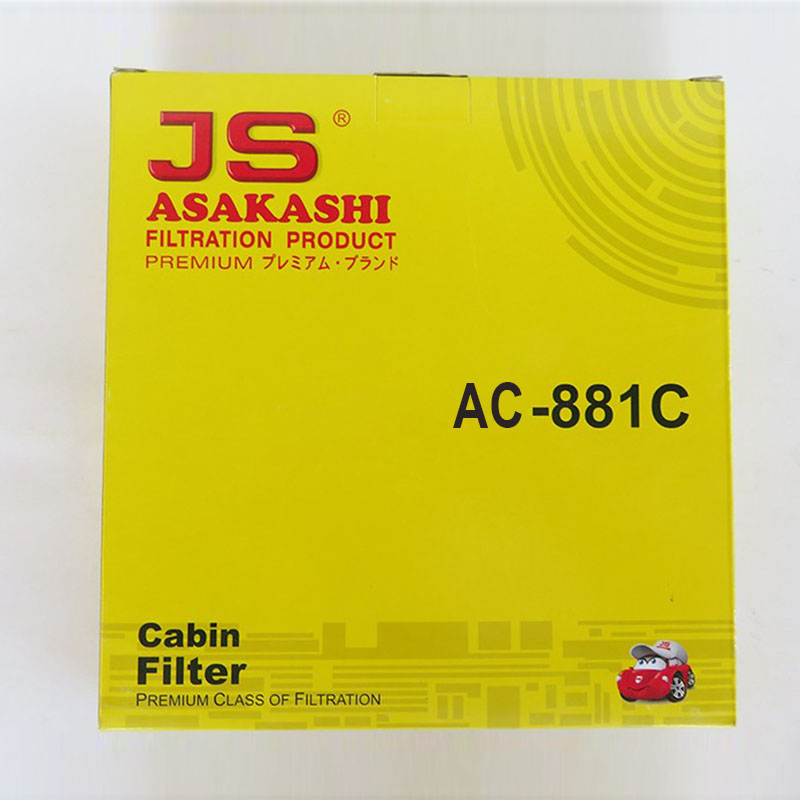 JS ®
ASAKASHI
FILTRATION PRODUCT
PREMIUM プレミアム・ブランド
AC-881C
Cabin
Filter
PREMIUM CLASS OF FILTRATION
JS